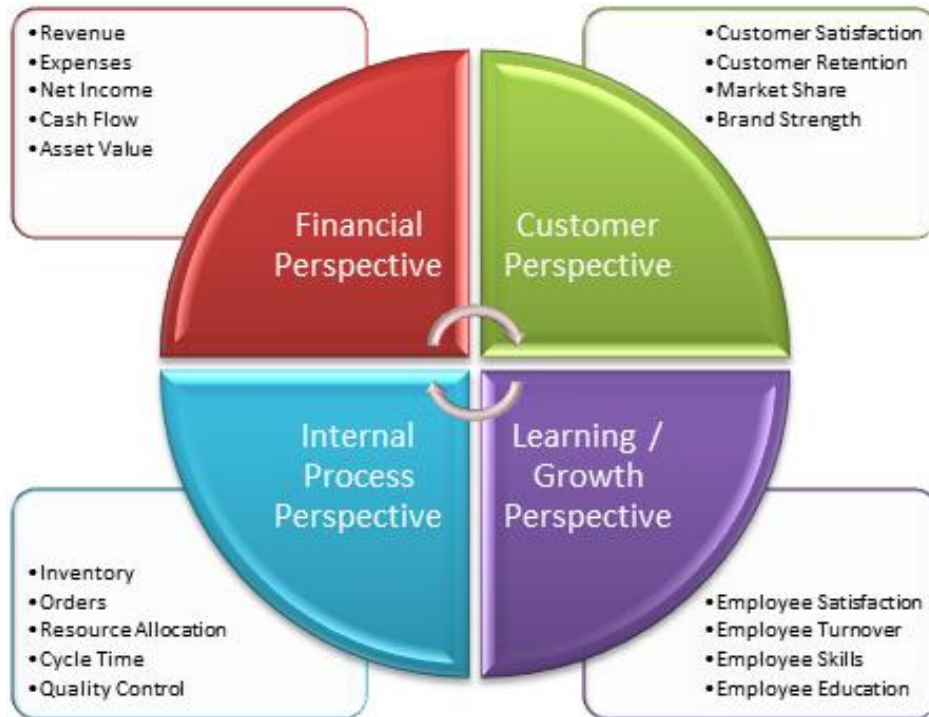 •Revenue
•Expenses
•Net Income
•Cash Flow
•Asset Value
•Customer Satisfaction
•Customer Retention
•Market Share
•Brand Strength
Financial
Perspective
Customer
Perspective
Internal
Process
Perspective
Learning /
Growth
Perspective
•Inventory
•Orders
•Resource Allocation
•Cycle Time
•Quality Control
•Employee Satisfaction
•Employee Turnover
•Employee Skills
•Employee Education